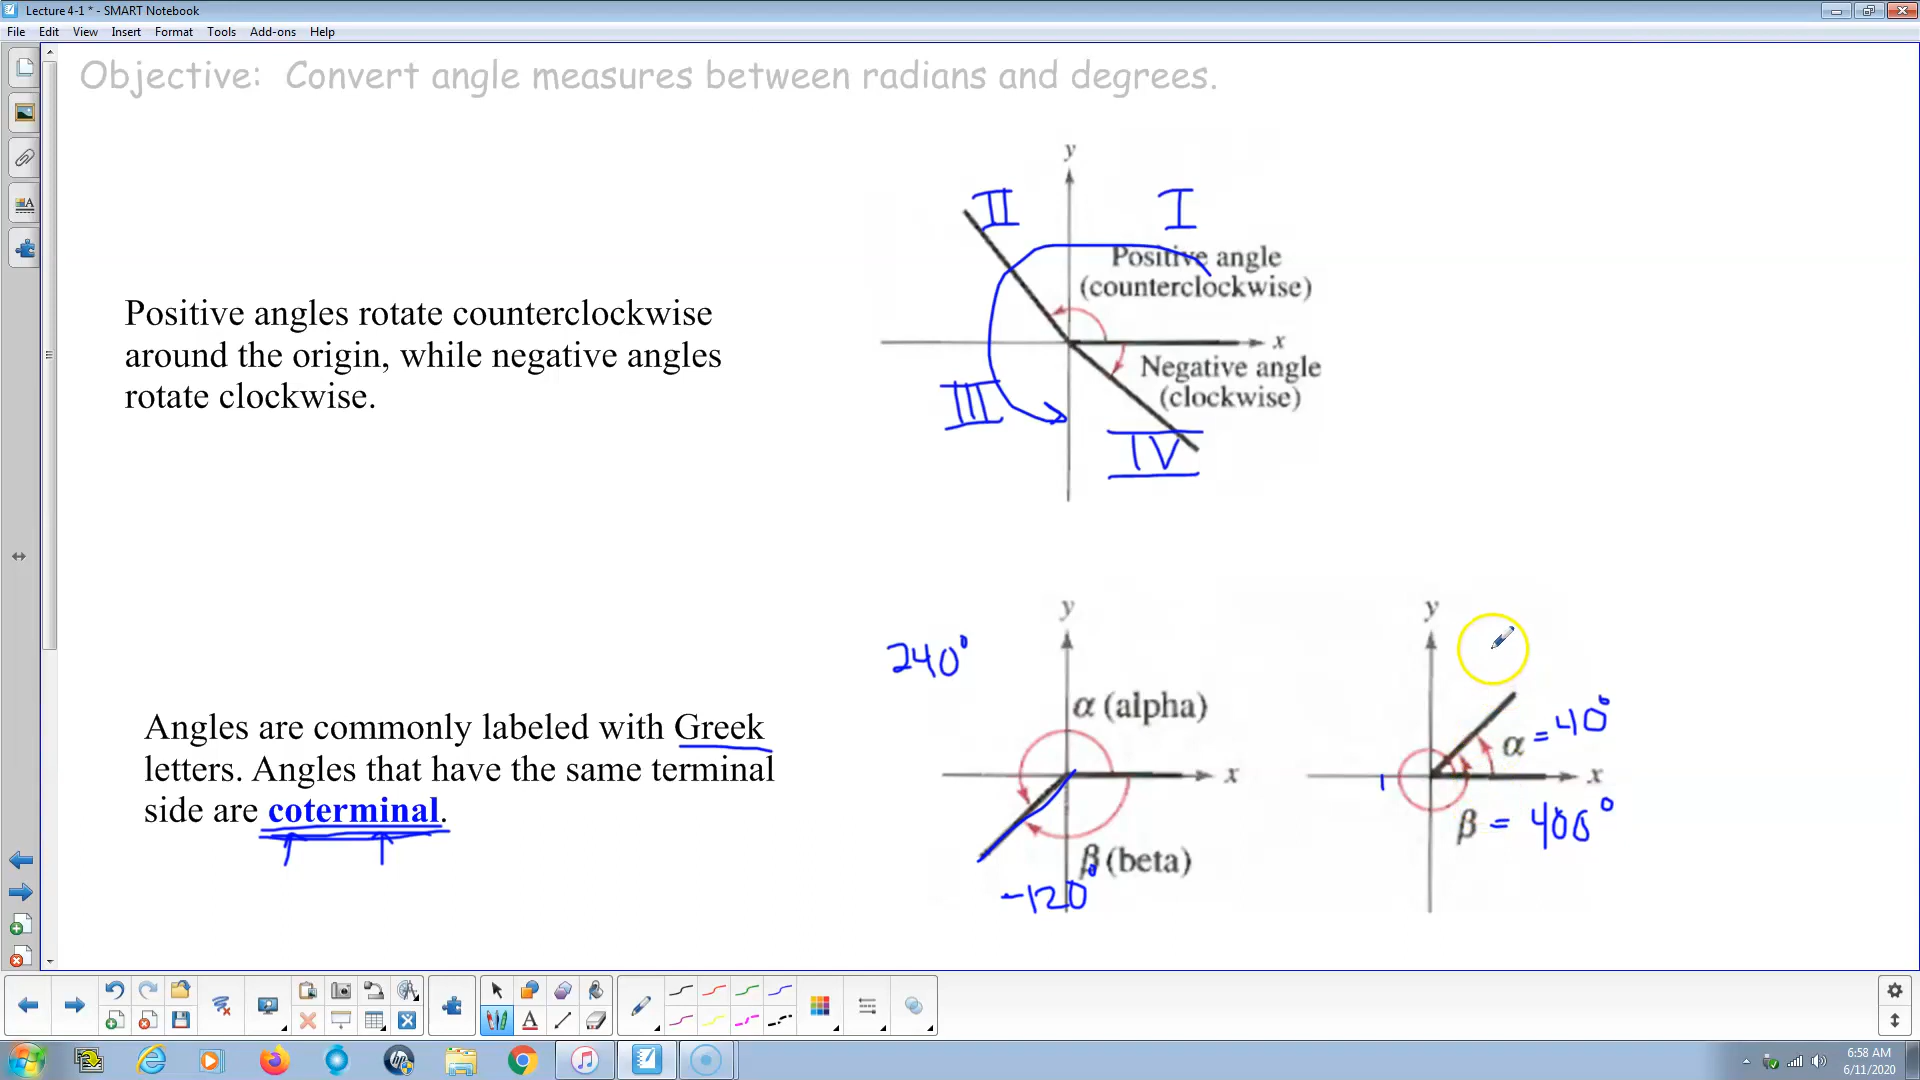 Lecture 4-1 * - SMART Notebook
File Edit View Insert Format Tools Add-ons Help
Objective: Convert angle measures between radians and degrees.
y
II I
Positive angle
(counterclockwise)
Positive angles rotate counterclockwise
around the origin, while negative angles
rotate clockwise.
x
Negative angle
(clockwise)
III
IV
y y
240°
α (alpha)
Angles are commonly labeled with Greek
letters. Angles that have the same terminal
side are coterminal.
α = 40°
x x
β = 400°
β (beta)
-120°
6:58 AM
6/11/2020